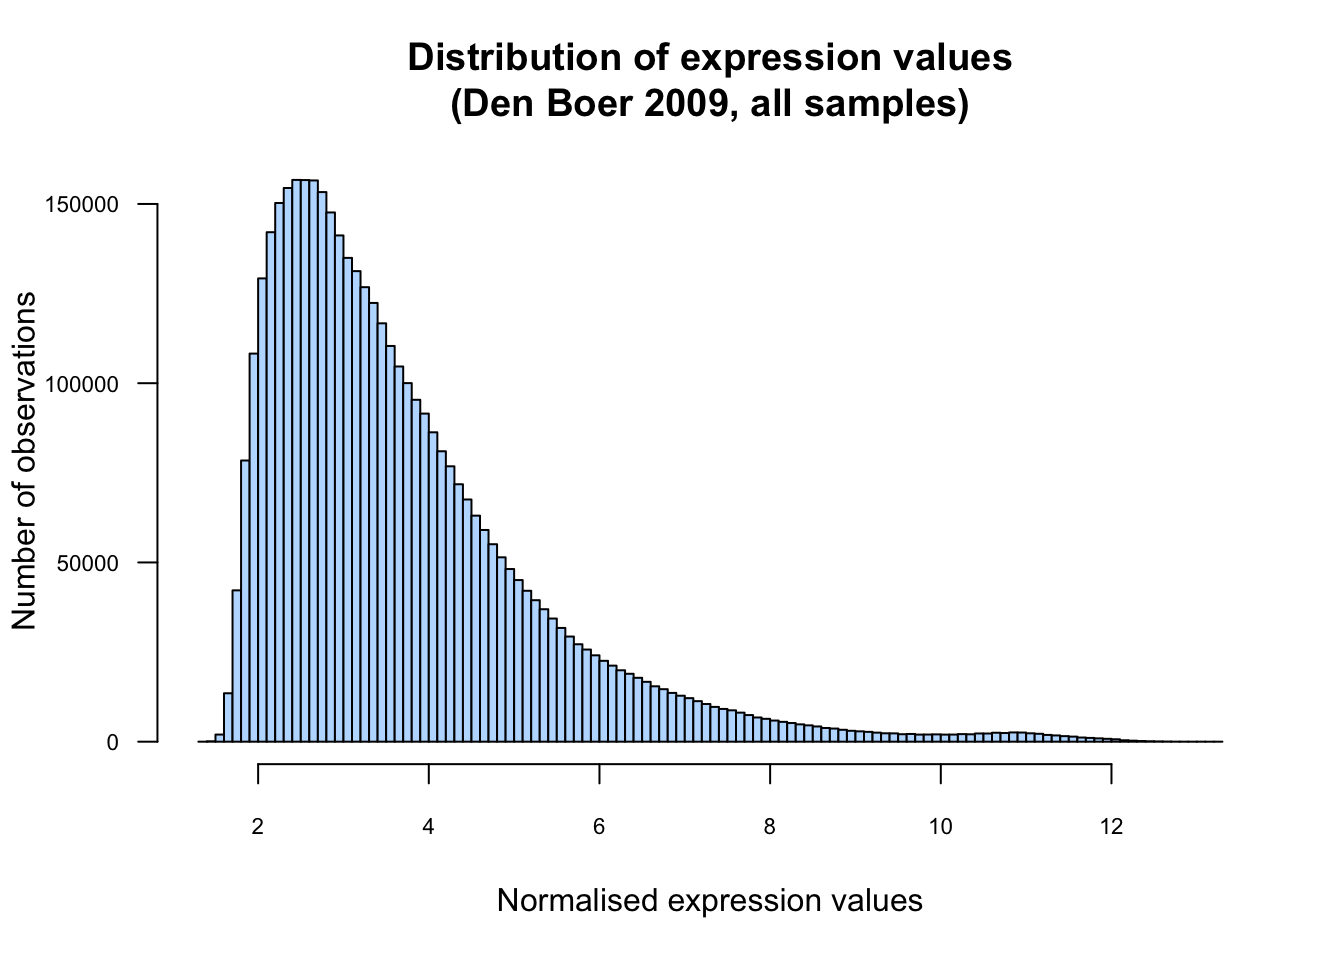 Distribution of expression values
(Den Boer 2009, all samples)
150000
100000
50000
0
Number of observations
2 4 6 8 10 12
Normalised expression values